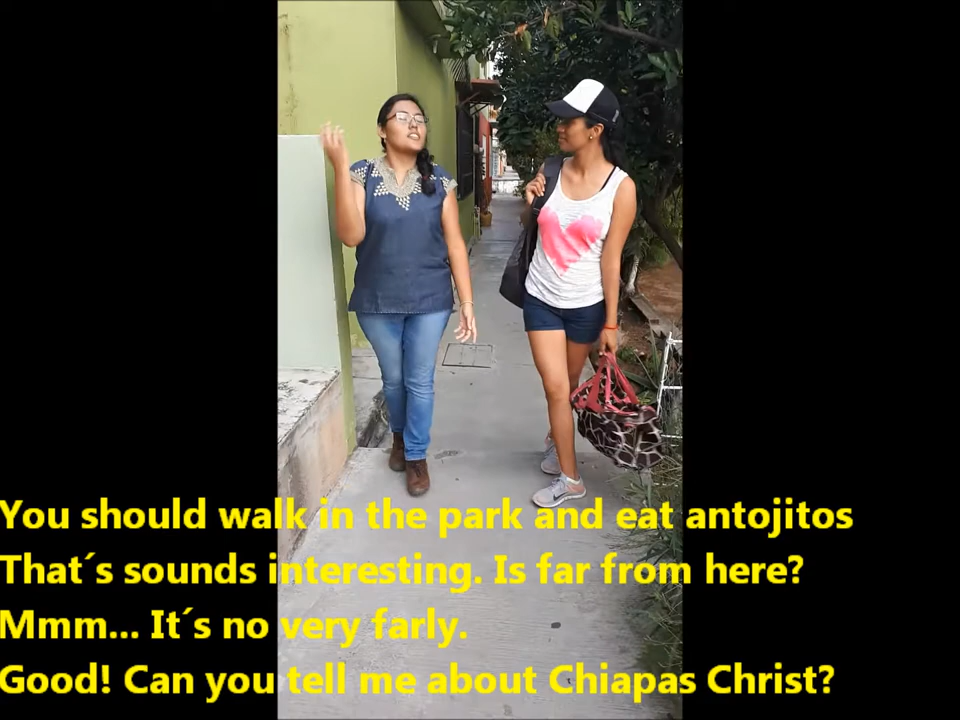 You should walk in the park and eat antojitos
That´s sounds interesting. Is far from here?
Mmm... It´s no very farly.
Good! Can you tell me about Chiapas Christ?